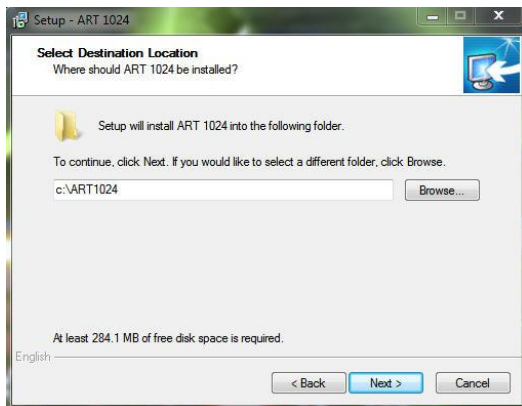 Setup - ART 1024
Select Destination Location
Where should ART 1024 be installed?
Setup will install ART 1024 into the following folder.
To continue, click Next. If you would like to select a different folder, click Browse.
c:\ART1024
Browse...
At least 284.1 MB of free disk space is required.
English
< Back
Next >
Cancel